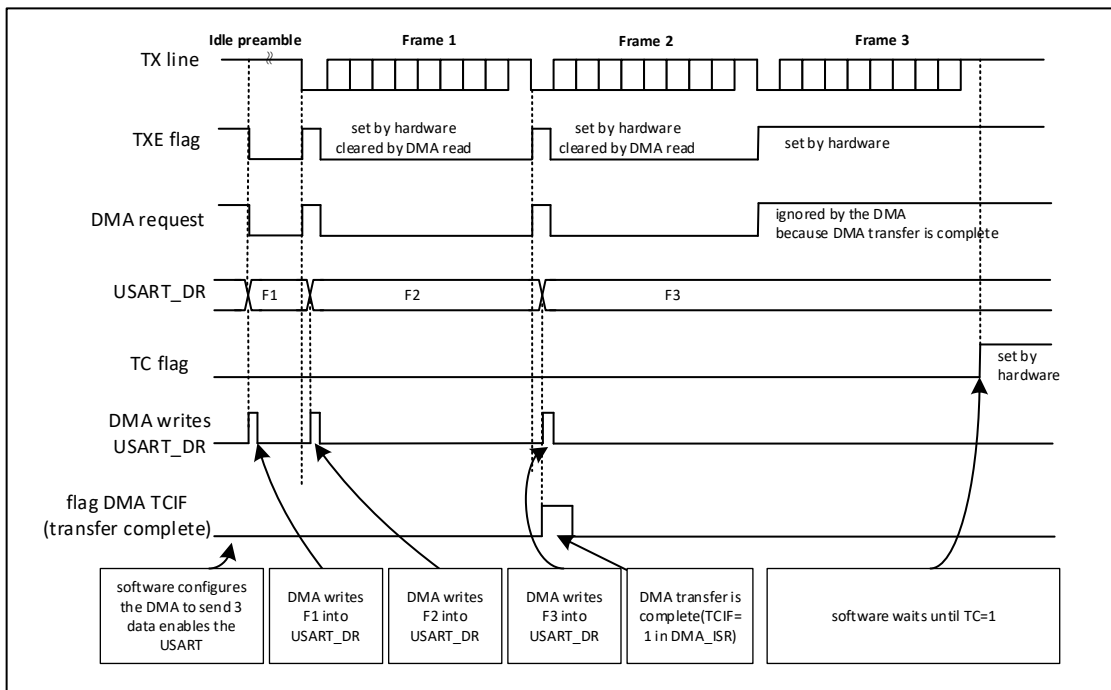 Idle preamble
Frame 1
Frame 2
Frame 3
TX line
TXE flag
set by hardware
cleared by DMA read
set by hardware
cleared by DMA read
set by hardware
DMA request
ignored by the DMA
because DMA transfer is complete
USART_DR
F1
F2
F3
TC flag
set by
hardware
DMA writes
USART_DR
flag DMA TCIF
(transfer complete)
software configures
the DMA to send 3
data enables the
USART
DMA writes
F1 into
USART_DR
DMA writes
F2 into
USART_DR
DMA writes
F3 into
USART_DR
DMA transfer is
complete(TCIF=
1 in DMA_ISR)
software waits until TC=1